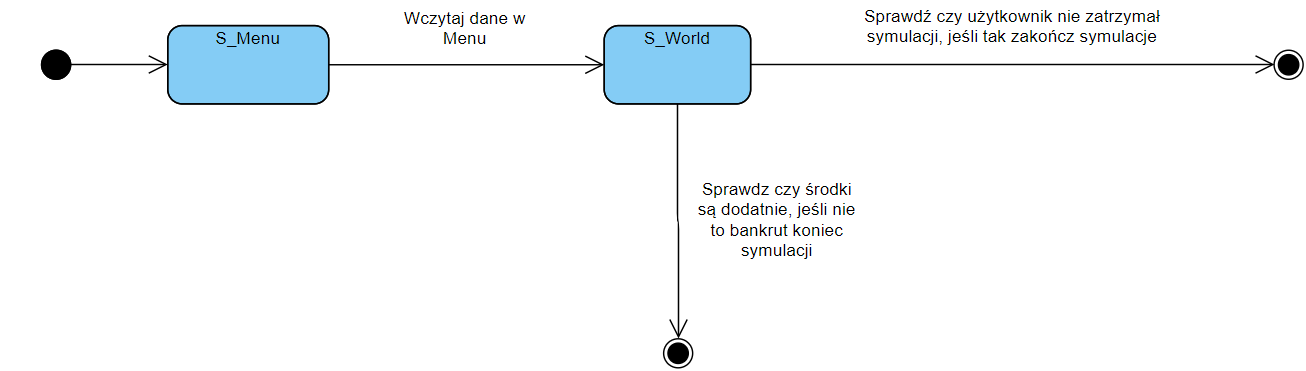 S_Menu
Wczytaj dane w
Menu
S_World
Sprawdź czy użytkownik nie zatrzymał
symulacji, jeśli tak zakończ symulacje
Sprawdz czy środki
są dodatnie, jeśli nie
to bankrut koniec
symulacji